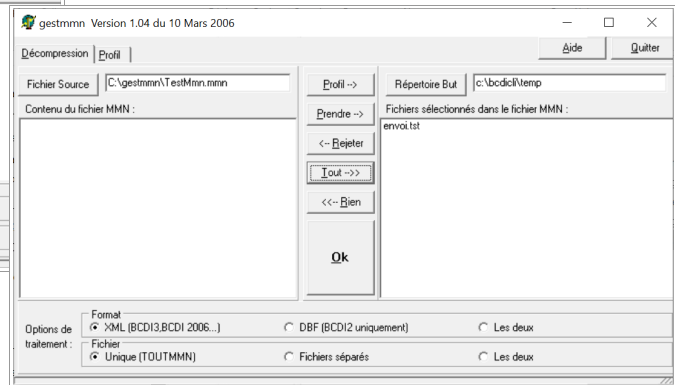 gestmmn Version 1.04 du 10 Mars 2006
Décompression Profil Aide Quitter
Fichier Source C:\gestmmn\TestMmn.mmn Profil --> Répertoire But c:\bcdicli\temp
Contenu du fichier MMN : Prendre --> Fichiers sélectionnés dans le fichier MMN :
envoi.tst
<-- Rejeter
Tout -->>
<<-- Rien
Ok
Options de traitement :
Format
XML (BCDI3,BCDI 2006...) DBF (BCDI2 uniquement) Les deux
Fichier
Unique (TOUTMMN) Fichiers séparés Les deux